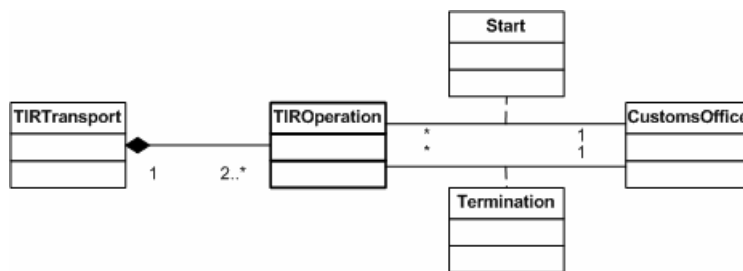 Start
TIRTransport
TIROperation
CustomsOffice
* 1
* 1
1 2..*
Termination